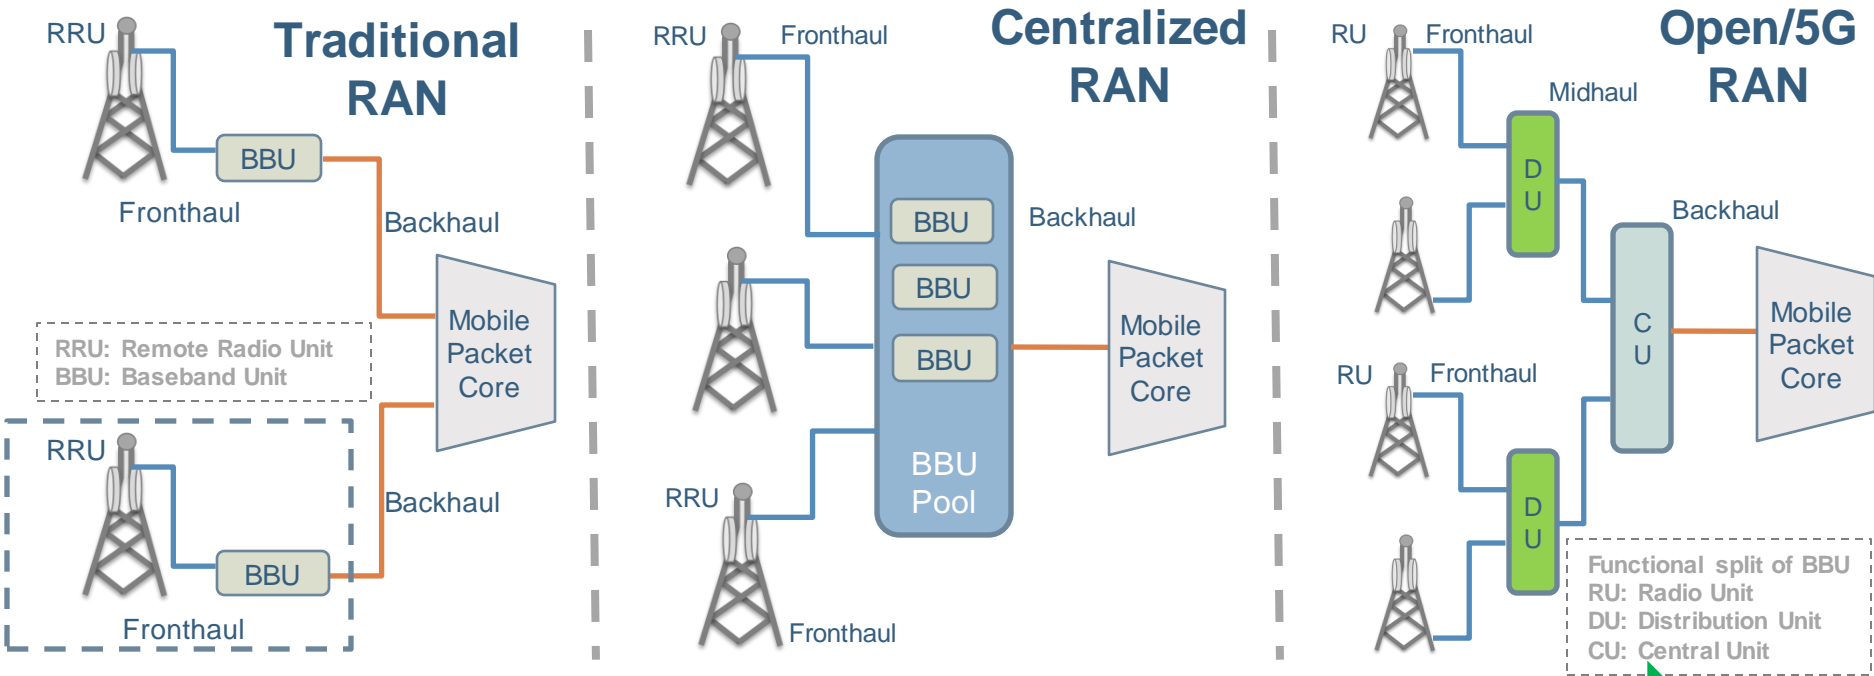 Traditional
RAN
RRU
BBU
Fronthaul
Backhaul
Mobile
Packet
Core
RRU: Remote Radio Unit
BBU: Baseband Unit
RRU
Backhaul
BBU
Fronthaul
Centralized
RAN
RRU
Fronthaul
BBU
Backhaul
BBU
BBU
Mobile
Packet
Core
BBU
Pool
RRU
Fronthaul
Open/5G
RAN
RU
Fronthaul
Midhaul
D
U
Backhaul
C
U
Mobile
Packet
Core
RU
Fronthaul
D
U
Functional split of BBU
RU: Radio Unit
DU: Distribution Unit
CU: Central Unit